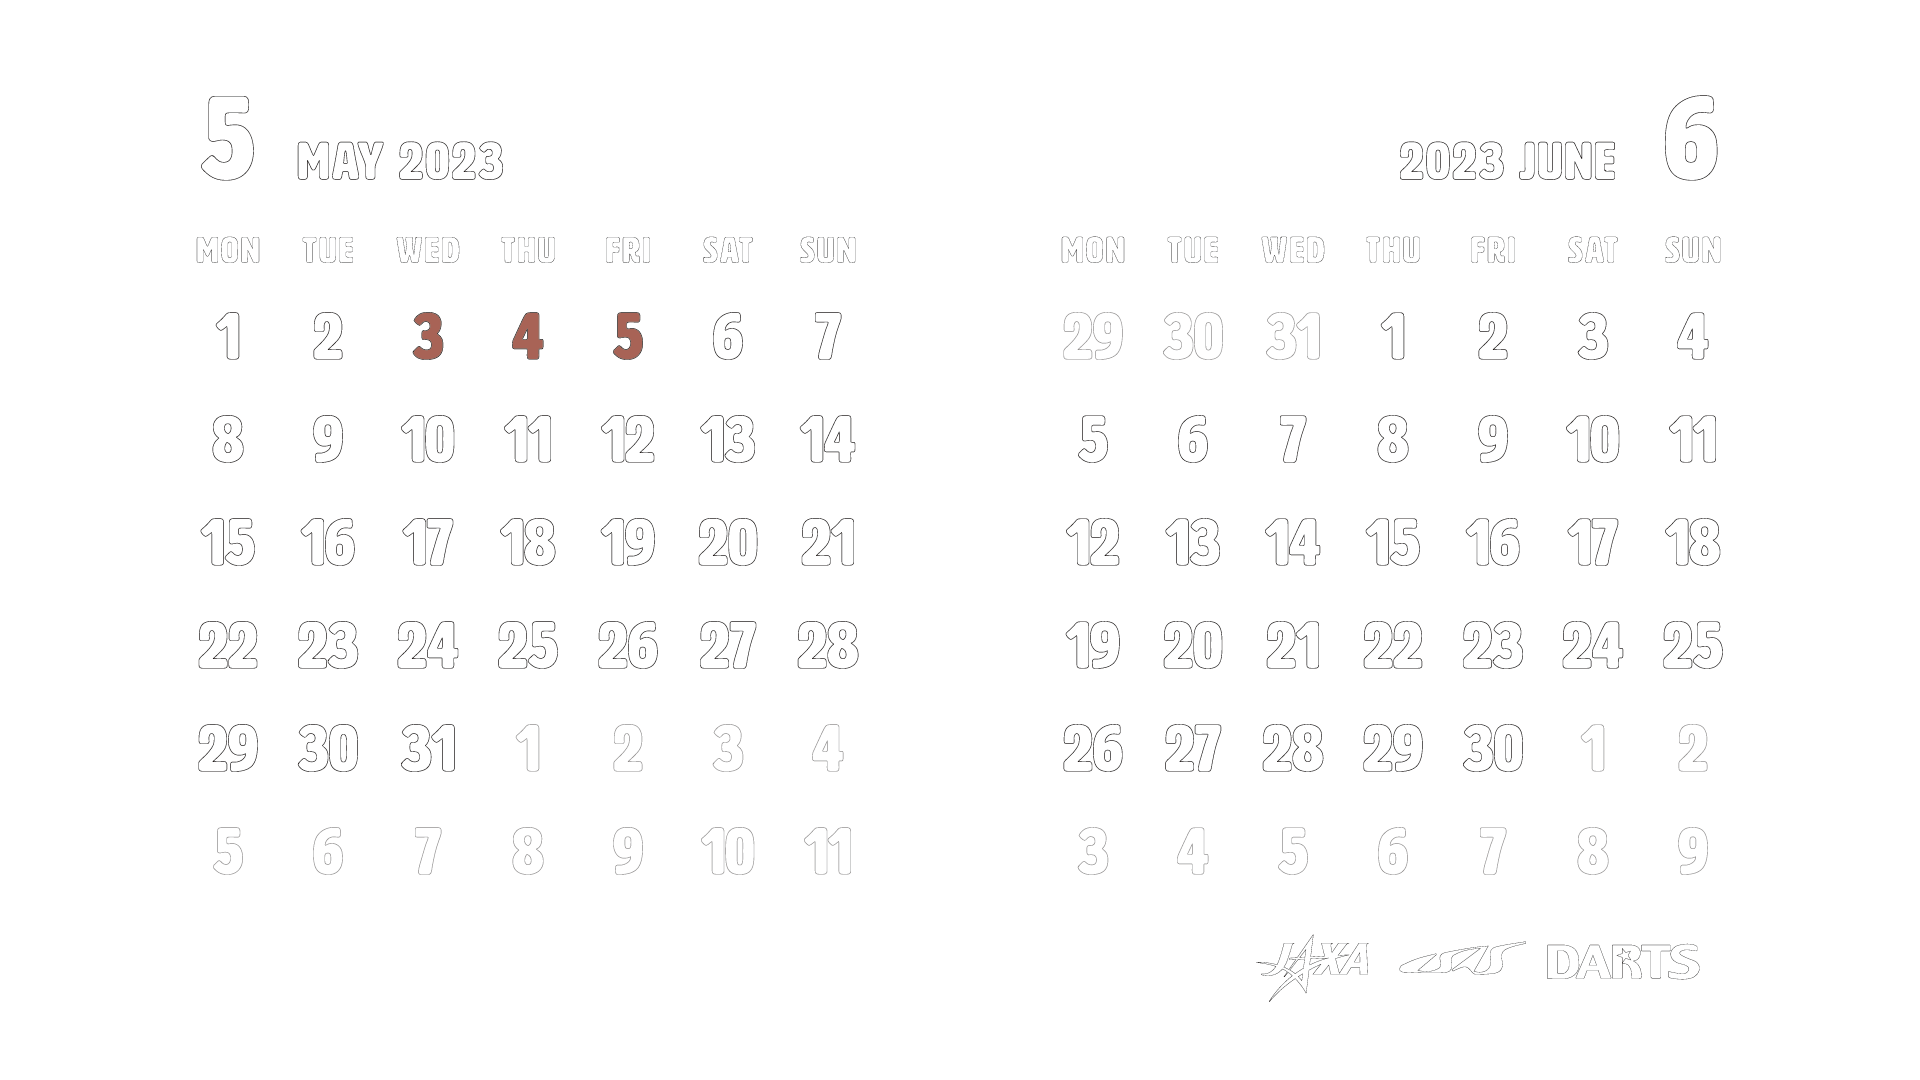 5 MAY 2023
MON TUE WED THU FRI SAT SUN
1 2 3 4 5 6 7
8 9 10 11 12 13 14
15 16 17 18 19 20 21
22 23 24 25 26 27 28
29 30 31 1 2 3 4
5 6 7 8 9 10 11
2023 JUNE 6
MON TUE WED THU FRI SAT SUN
29 30 31 1 2 3 4
5 6 7 8 9 10 11
12 13 14 15 16 17 18
19 20 21 22 23 24 25
26 27 28 29 30 1 2
3 4 5 6 7 8 9
JAXA ISAS DARTS